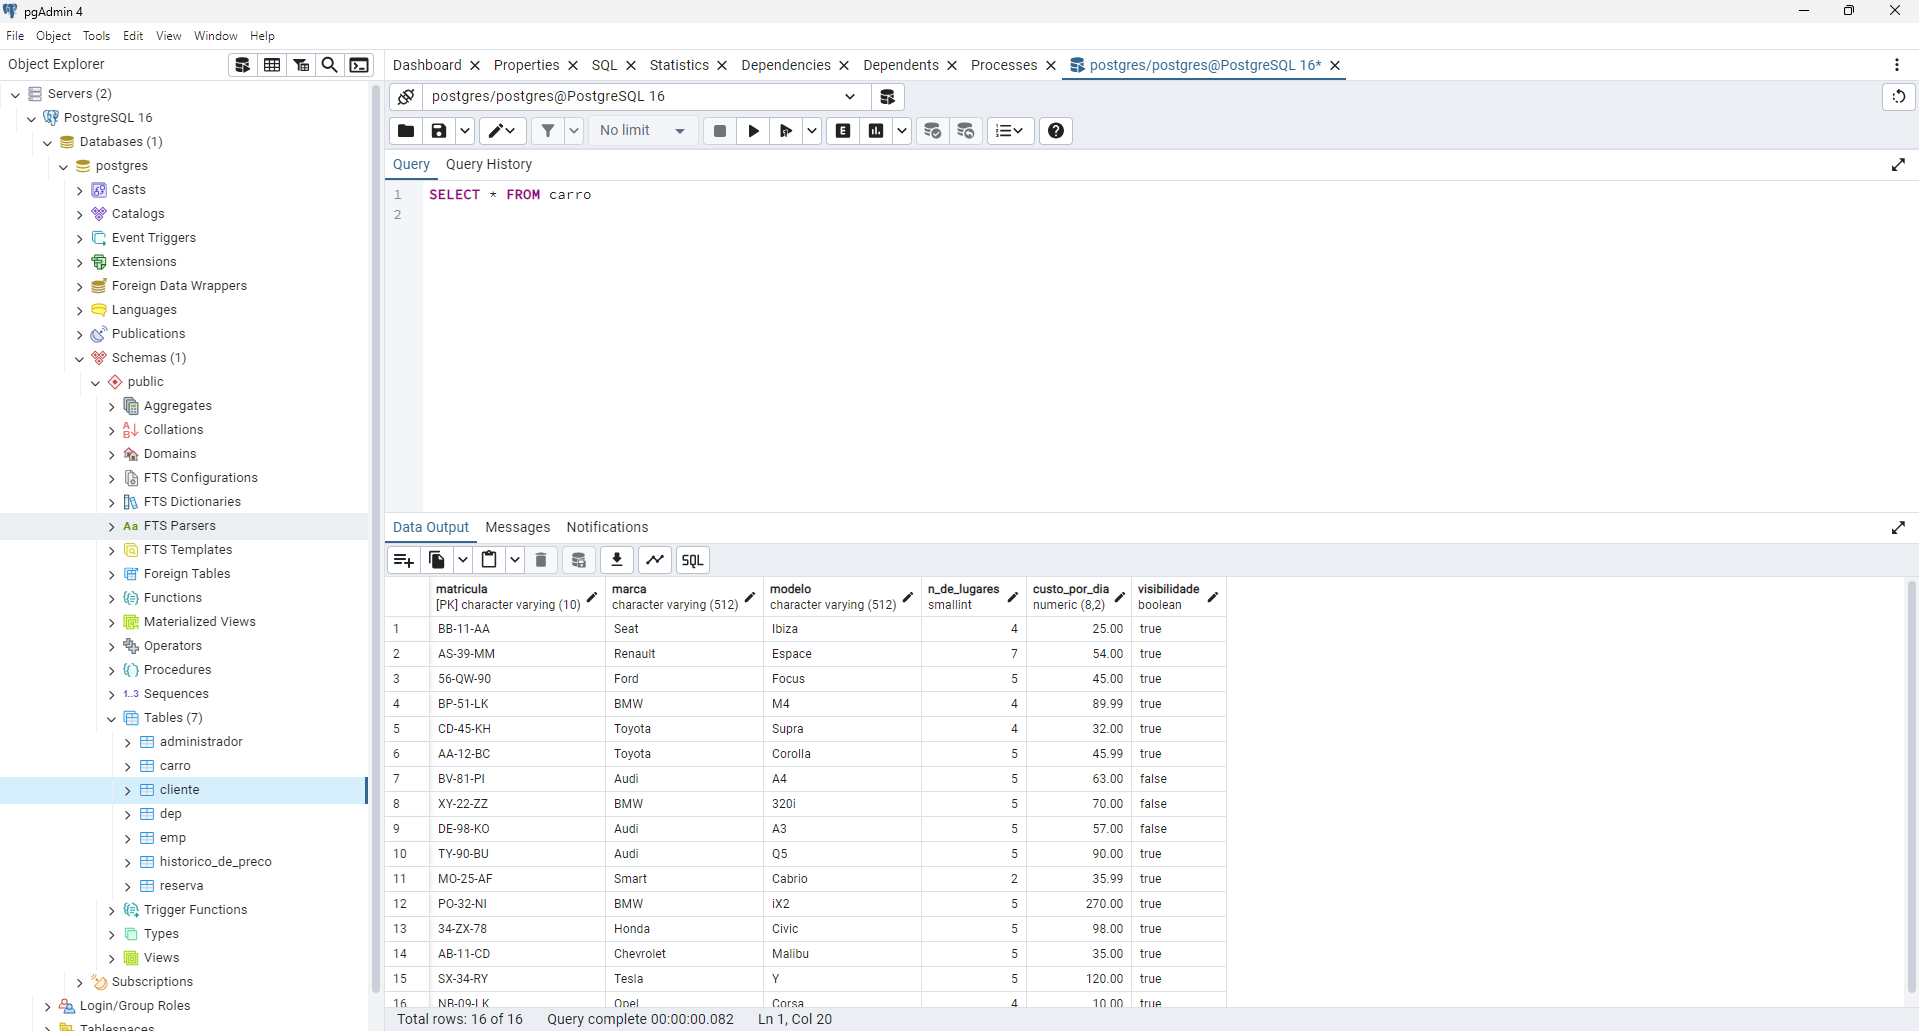 pgAdmin 4
File Object Tools Edit View Window Help
Object Explorer
Dashboard Properties SQL Statistics Dependencies Dependents Processes postgres/postgres@PostgreSQL 16*
Servers (2)
PostgreSQL 16
Databases (1)
postgres
Casts
Catalogs
Event Triggers
Extensions
Foreign Data Wrappers
Languages
Publications
Schemas (1)
public
Aggregates
Collations
Domains
FTS Configurations
FTS Dictionaries
Aa FTS Parsers
FTS Templates
Foreign Tables
Functions
Materialized Views
Operators
Procedures
1..3 Sequences
Tables (7)
administrador
carro
cliente
dep
emp
historico_de_preco
reserva
Trigger Functions
Types
Views
Subscriptions
Login/Group Roles
Tablespaces
postgres/postgres@PostgreSQL 16
No limit
E
Query Query History
1 SELECT * FROM carro
2
Data Output Messages Notifications
SQL
matricula marca modelo n_de_lugares custo_por_dia visibilidade
[PK] character varying (10) character varying (512) character varying (512) smallint numeric (8,2) boolean
1 BB-11-AA Seat Ibiza 4 25.00 true
2 AS-39-MM Renault Espace 7 54.00 true
3 56-QW-90 Ford Focus 5 45.00 true
4 BP-51-LK BMW M4 4 89.99 true
5 CD-45-KH Toyota Supra 4 32.00 true
6 AA-12-BC Toyota Corolla 5 45.99 true
7 BV-81-PI Audi A4 5 63.00 false
8 XY-22-ZZ BMW 320i 5 70.00 false
9 DE-98-KO Audi A3 5 57.00 false
10 TY-90-BU Audi Q5 5 90.00 true
11 MO-25-AF Smart Cabrio 2 35.99 true
12 PO-32-NI BMW iX2 5 270.00 true
13 34-ZX-78 Honda Civic 5 98.00 true
14 AB-11-CD Chevrolet Malibu 5 35.00 true
15 SX-34-RY Tesla Y 5 120.00 true
16 NB-09-LK Opel Corsa 4 10.00 true
Total rows: 16 of 16 Query complete 00:00:00.082 Ln 1, Col 20